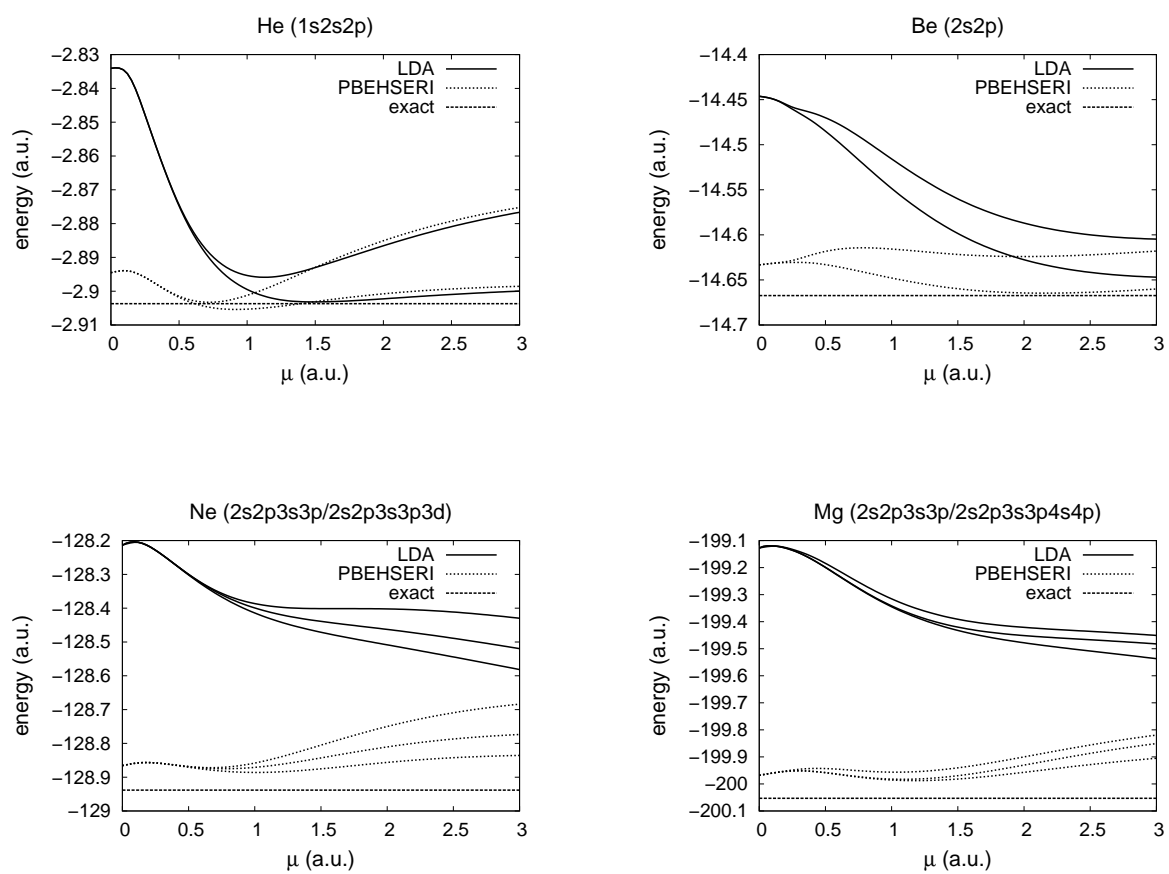 He (1s2s2p)
−2.83
−2.84
−2.85
−2.86
−2.87
−2.88
−2.89
−2.9
−2.91
energy (a.u.)
LDA
PBEHSERI
exact
0 0.5 1 1.5 2 2.5 3
μ (a.u.)
Be (2s2p)
−14.4
−14.45
−14.5
−14.55
−14.6
−14.65
−14.7
energy (a.u.)
LDA
PBEHSERI
exact
0 0.5 1 1.5 2 2.5 3
μ (a.u.)
Ne (2s2p3s3p/2s2p3s3p3d)
−128.2
−128.3
−128.4
−128.5
−128.6
−128.7
−128.8
−128.9
−129
energy (a.u.)
LDA
PBEHSERI
exact
0 0.5 1 1.5 2 2.5 3
μ (a.u.)
Mg (2s2p3s3p/2s2p3s3p4s4p)
−199.1
−199.2
−199.3
−199.4
−199.5
−199.6
−199.7
−199.8
−199.9
−200
−200.1
energy (a.u.)
LDA
PBEHSERI
exact
0 0.5 1 1.5 2 2.5 3
μ (a.u.)